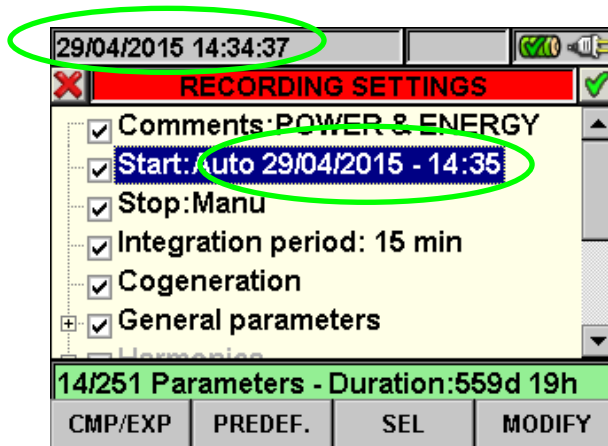 29/04/2015 14:34:37
RECORDING SETTINGS
Comments:POWER & ENERGY
Start:Auto 29/04/2015 - 14:35
Stop:Manu
Integration period: 15 min
Cogeneration
General parameters
Harmonics
14/251 Parameters - Duration:559d 19h
CMP/EXP PREDEF. SEL MODIFY